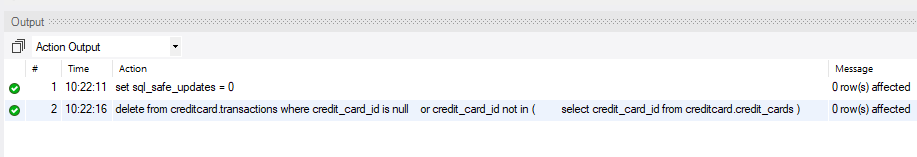 Output
Action Output
# Time Action Message
1 10:22:11 set sql_safe_updates = 0 0 row(s) affected
2 10:22:16 delete from creditcard.transactions where credit_card_id is null or credit_card_id not in ( select credit_card_id from creditcard.credit_cards ) 0 row(s) affected